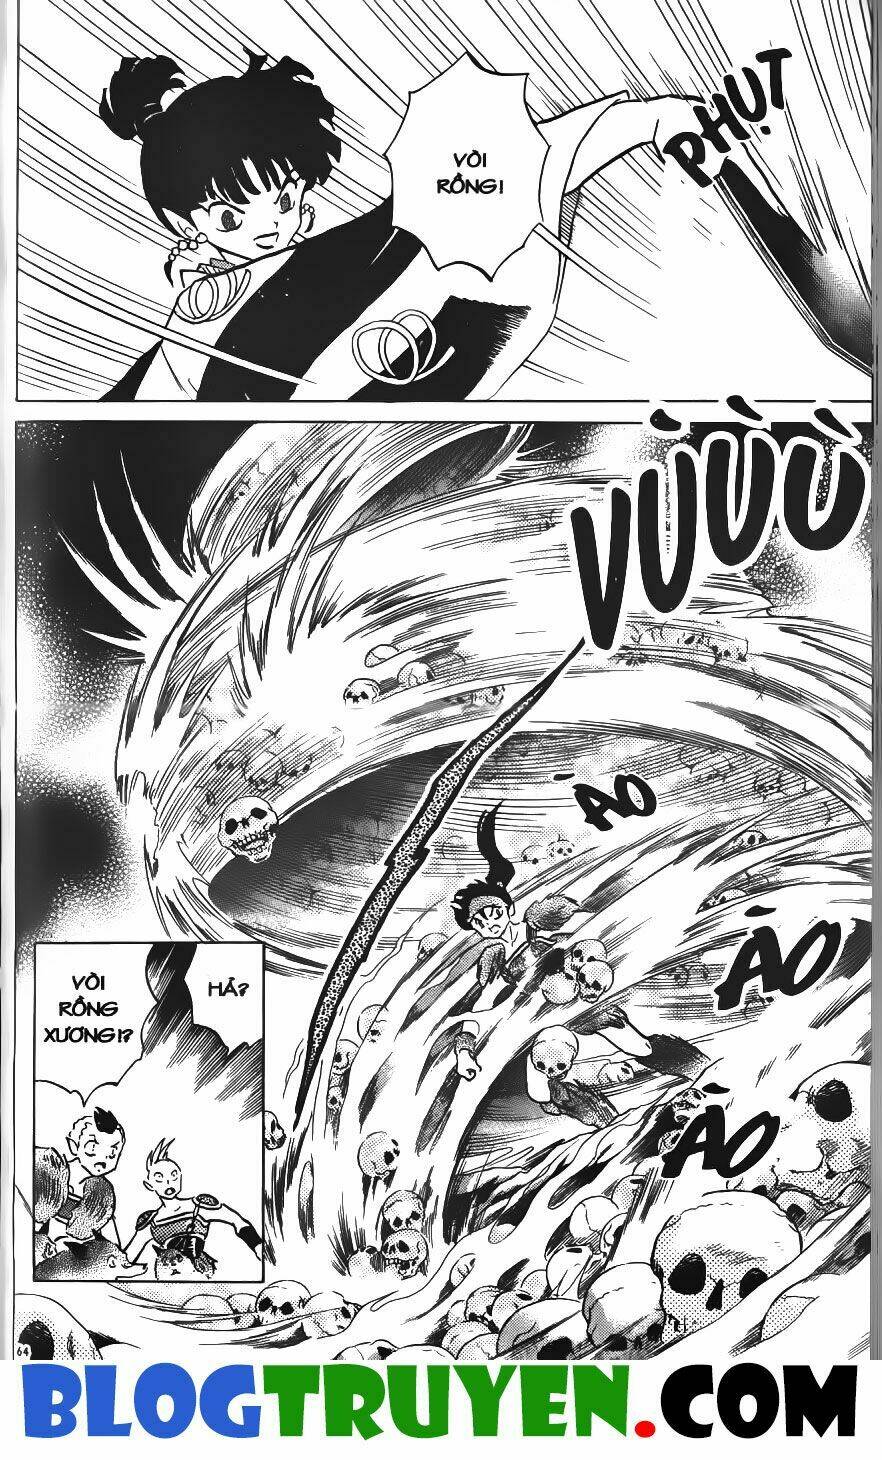 VÒI
RỒNG!
PHỤT
VÙÙÙ
ÀO
ÀO
ÀO
HẢ?
VÒI
RỒNG
XƯƠNG!?
64
BLOGTRUYEN.COM